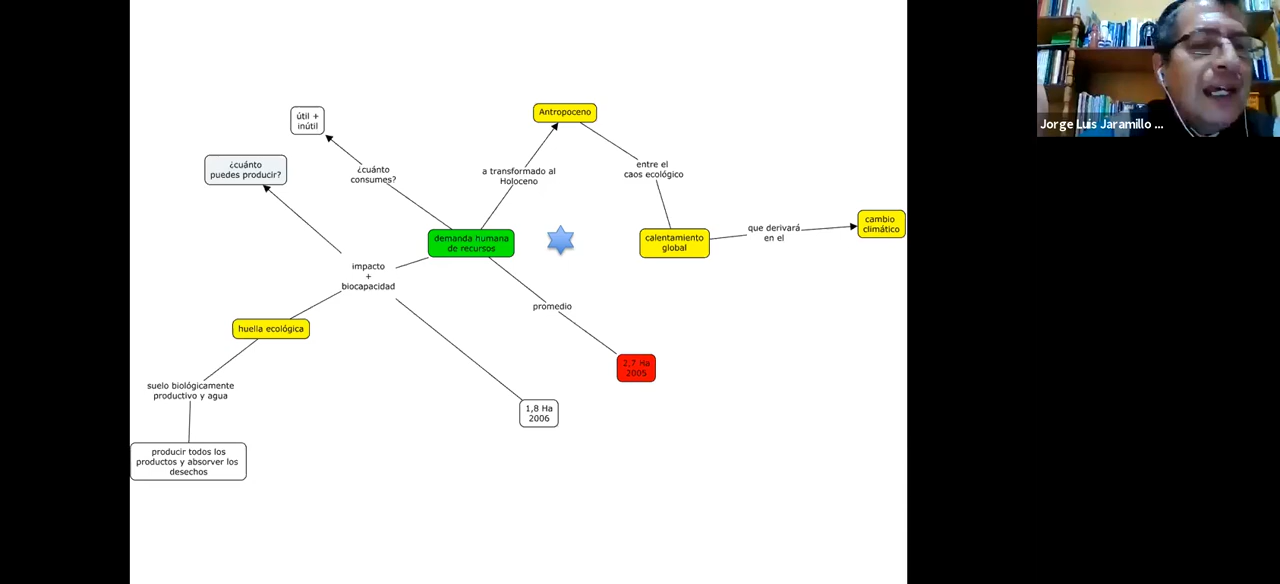 Antropoceno
útil +
inútil
¿cuánto
puedes producir?
¿cuánto
consumes?
a transformado al
Holoceno
entre el
caos ecológico
demanda humana
de recursos
calentamiento
global
que derivará
en el
cambio
climático
impacto
+
biocapacidad
promedio
huella ecológica
2,7 Ha
2005
suelo biológicamente
productivo y agua
1,8 Ha
2006
producir todos los
productos y absorver los
desechos
Jorge Luis Jaramillo ...